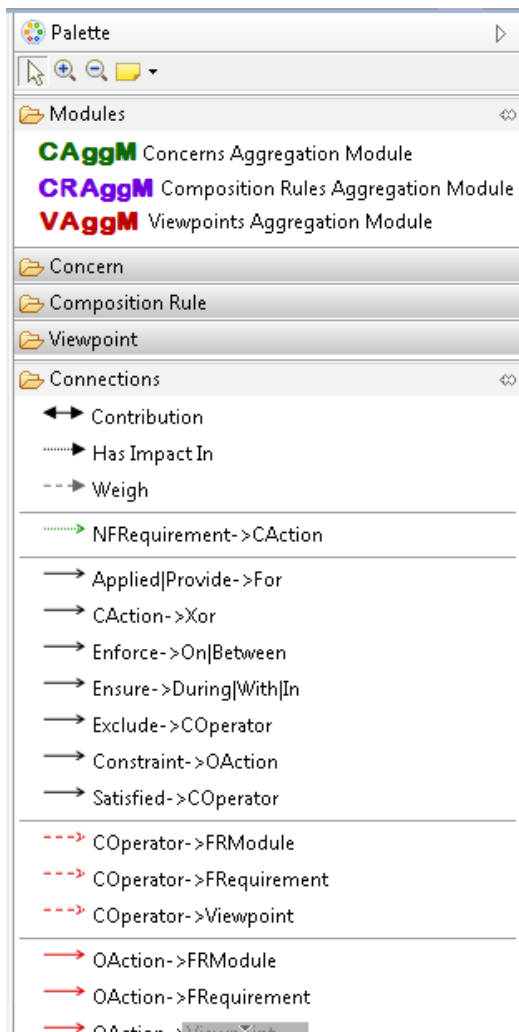 Palette
Modules
CAggM Concerns Aggregation Module
CRAggM Composition Rules Aggregation Module
VAggM Viewpoints Aggregation Module
Concern
Composition Rule
Viewpoint
Connections
Contribution
Has Impact In
Weigh
NFRequirement->CAction
Applied|Provide->For
CAction->Xor
Enforce->On|Between
Ensure->During|With|In
Exclude->COperator
Constraint->OAction
Satisfied->COperator
COperator->FRModule
COperator->FRequirement
COperator->Viewpoint
OAction->FRModule
OAction->FRequirement
OAction->Viewpoint